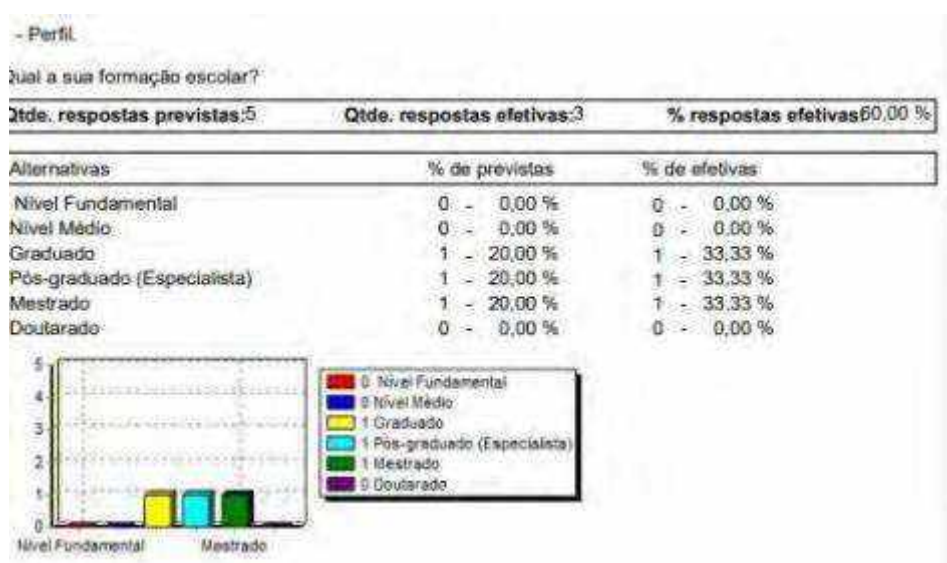 - Perfil.
Qual a sua formação escolar?
Qtde. respostas previstas:5 Qtde. respostas efetivas:3 % respostas efetivas60,00 %
Alternativas % de previstas % de efetivas
Nível Fundamental 0 - 0,00 % 0 - 0,00 %
Nível Médio 0 - 0,00 % 0 - 0,00 %
Graduado 1 - 20,00 % 1 - 33,33 %
Pós-graduado (Especialista) 1 - 20,00 % 1 - 33,33 %
Mestrado 1 - 20,00 % 1 - 33,33 %
Doutarado 0 - 0,00 % 0 - 0,00 %
5
4
3
2
1
0
Nível Fundamental Mestrado
0 Nível Fundamental
0 Nível Médio
1 Graduado
1 Pós-graduado (Especialista)
1 Mestrado
0 Doutarado